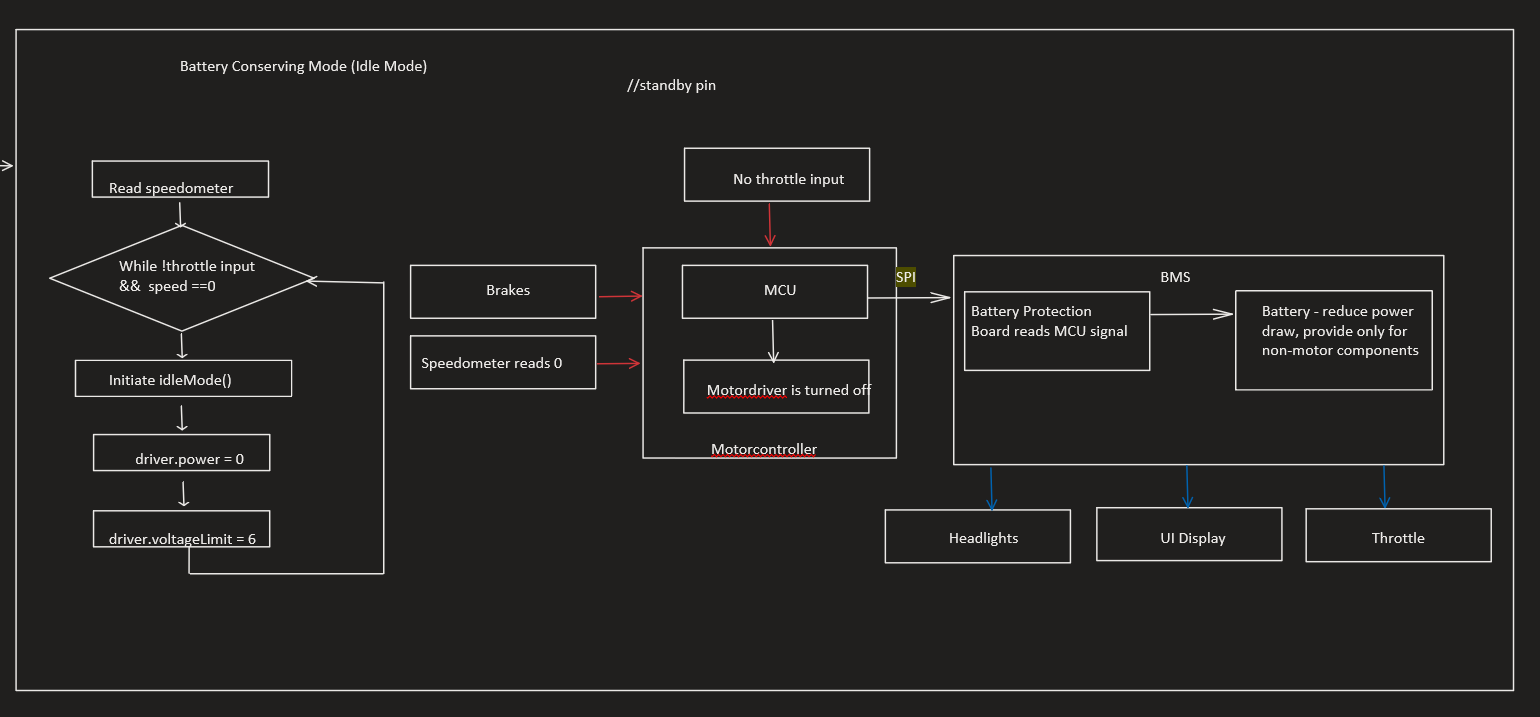 Battery Conserving Mode (Idle Mode)
//standby pin
Read speedometer
While !throttle input
&&  speed ==0
Initiate idleMode()
driver.power = 0
driver.voltageLimit = 6
No throttle input
Brakes
Speedometer reads 0
MCU
Motordriver is turned off
Motorcontroller
SPI
BMS
Battery Protection
Board reads MCU signal
Battery - reduce power
draw, provide only for
non-motor components
Headlights
UI Display
Throttle